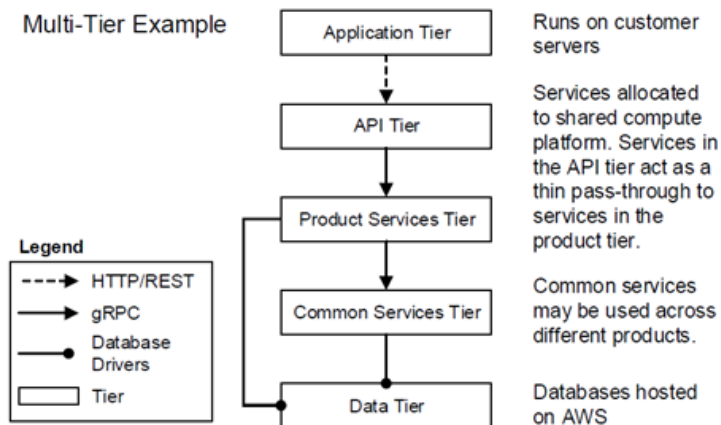 Multi-Tier Example
Application Tier
Runs on customer
servers
API Tier
Services allocated
to shared compute
platform. Services in
the API tier act as a
thin pass-through to
services in the
product tier.
Product Services Tier
Legend
HTTP/REST
gRPC
Database
Drivers
Tier
Common Services Tier
Common services
may be used across
different products.
Data Tier
Databases hosted
on AWS